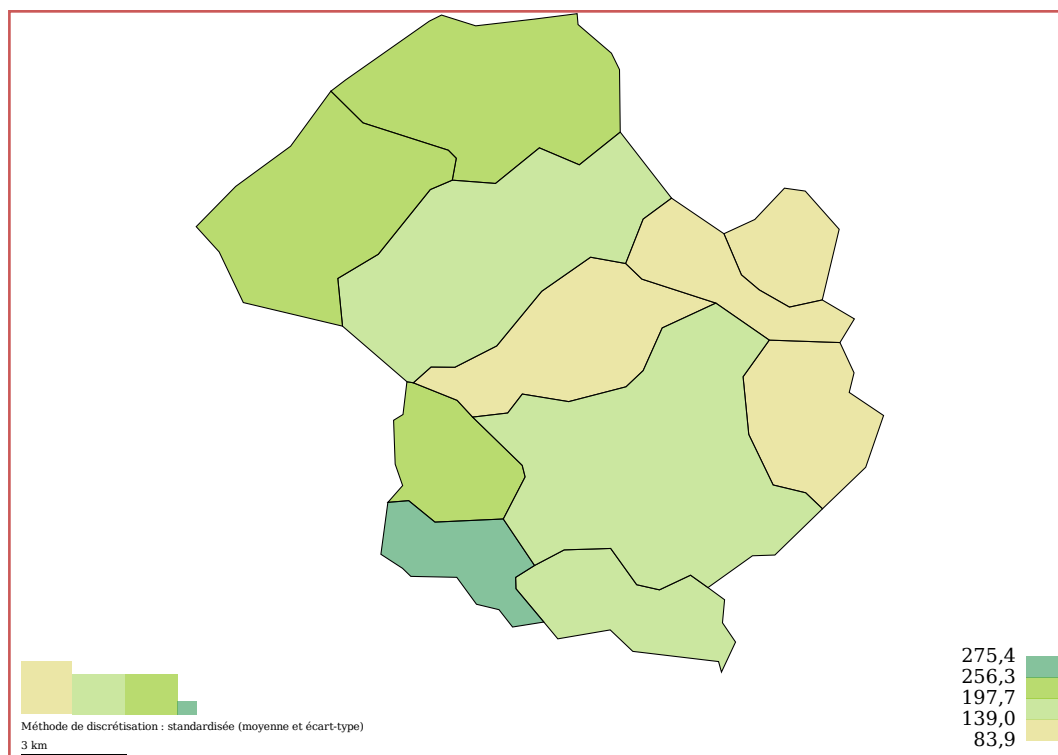 Méthode de discrétisation : standardisée (moyenne et écart-type)
3 km
275,4
256,3
197,7
139,0
83,9